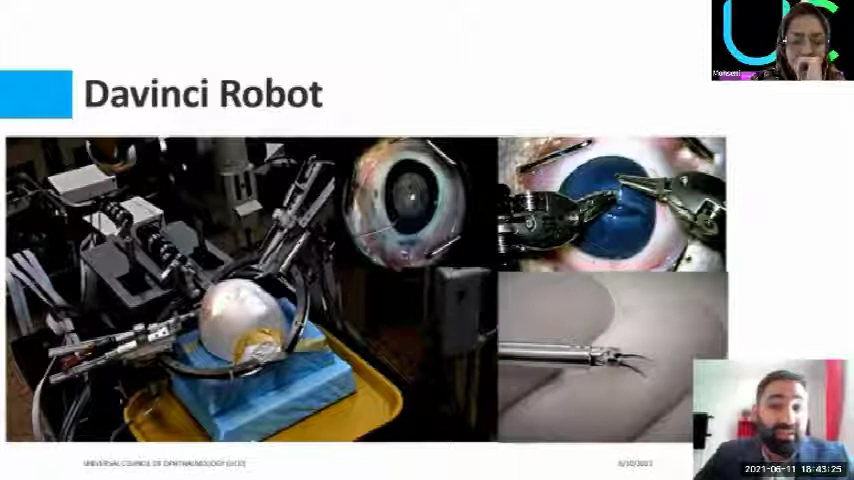 Davinci Robot
UNIVERSAL COUNCIL OF OPHTHALMOLOGY (UCO)
2021-06-11 18:43:25